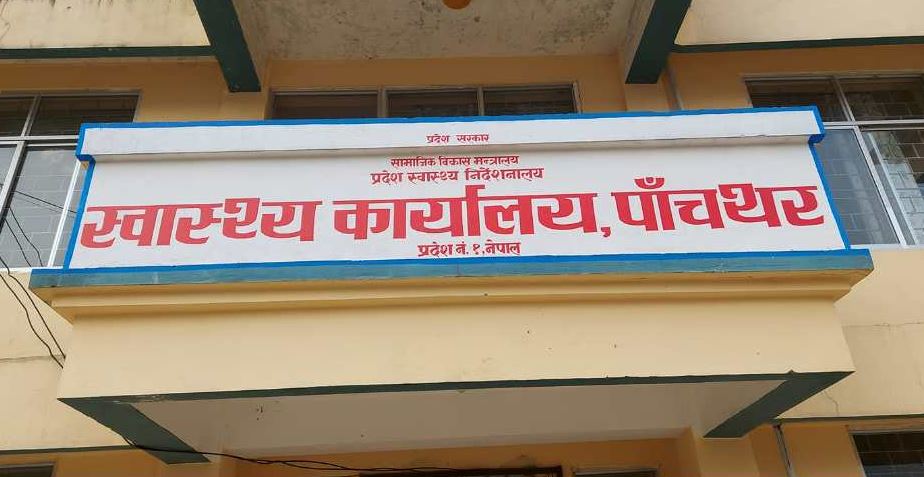 प्रदेश सरकार
सामाजिक विकास मन्त्रालय
प्रदेश स्वास्थ्य निर्देशनालय
स्वास्थ्य कार्यालय, पाँचथर
प्रदेश नं. १, नेपाल